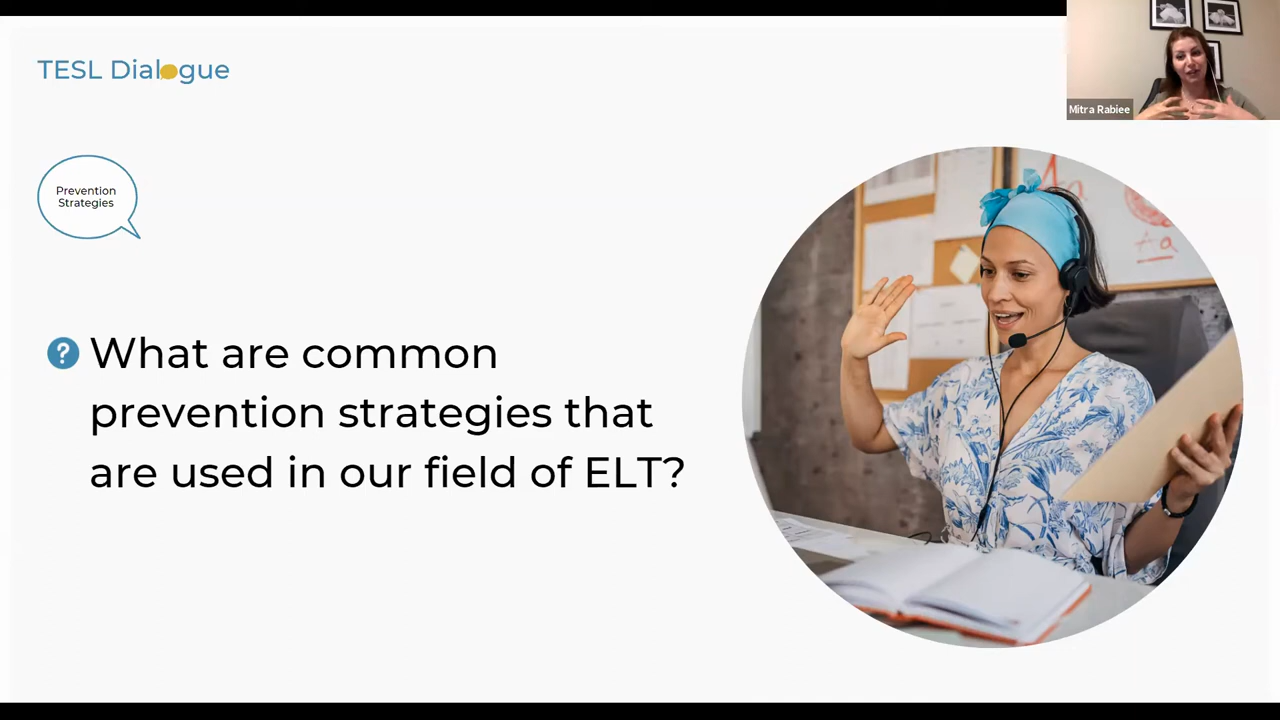 TESL Dialogue
Mitra Rabiee
Prevention
Strategies
? What are common
prevention strategies that
are used in our field of ELT?
Aa